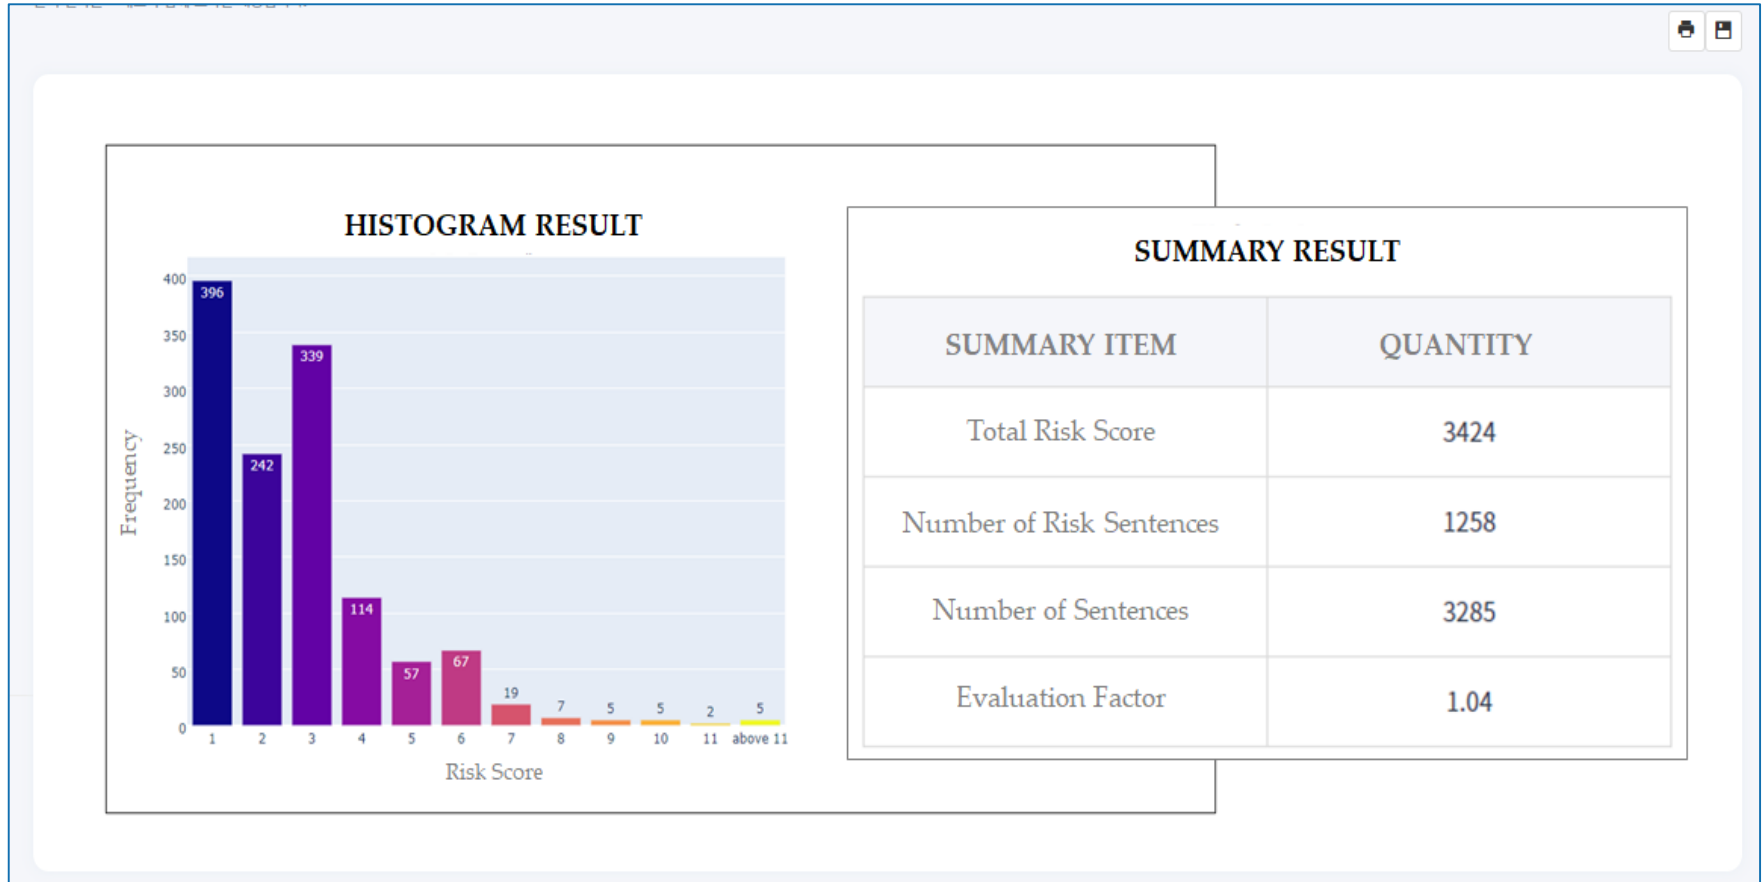 HISTOGRAM RESULT
400
350
300
250
200
150
100
50
0
Frequency
396
242
339
114
57
67
19
7
5
5
2
5
1 2 3 4 5 6 7 8 9 10 11 above 11
Risk Score
SUMMARY RESULT
SUMMARY ITEM QUANTITY
Total Risk Score 3424
Number of Risk Sentences 1258
Number of Sentences 3285
Evaluation Factor 1.04